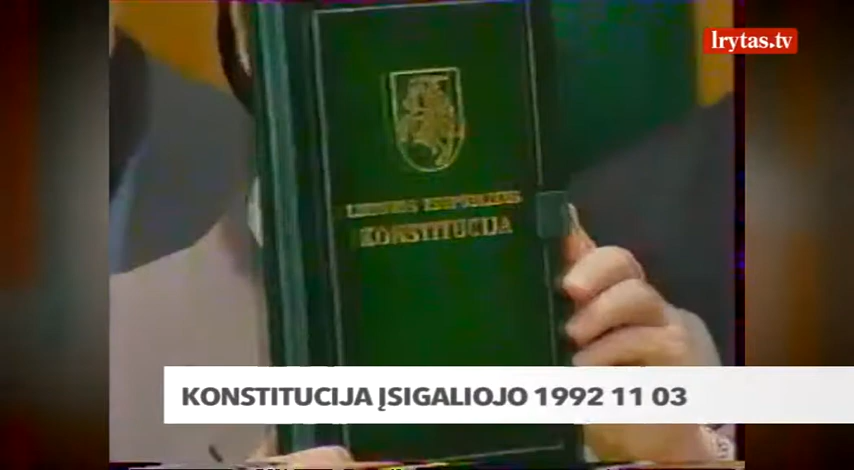 lrytas.tv
KONSTITUCIJA
KONSTITUCIJA ĮSIGALIOJO 1992 11 03